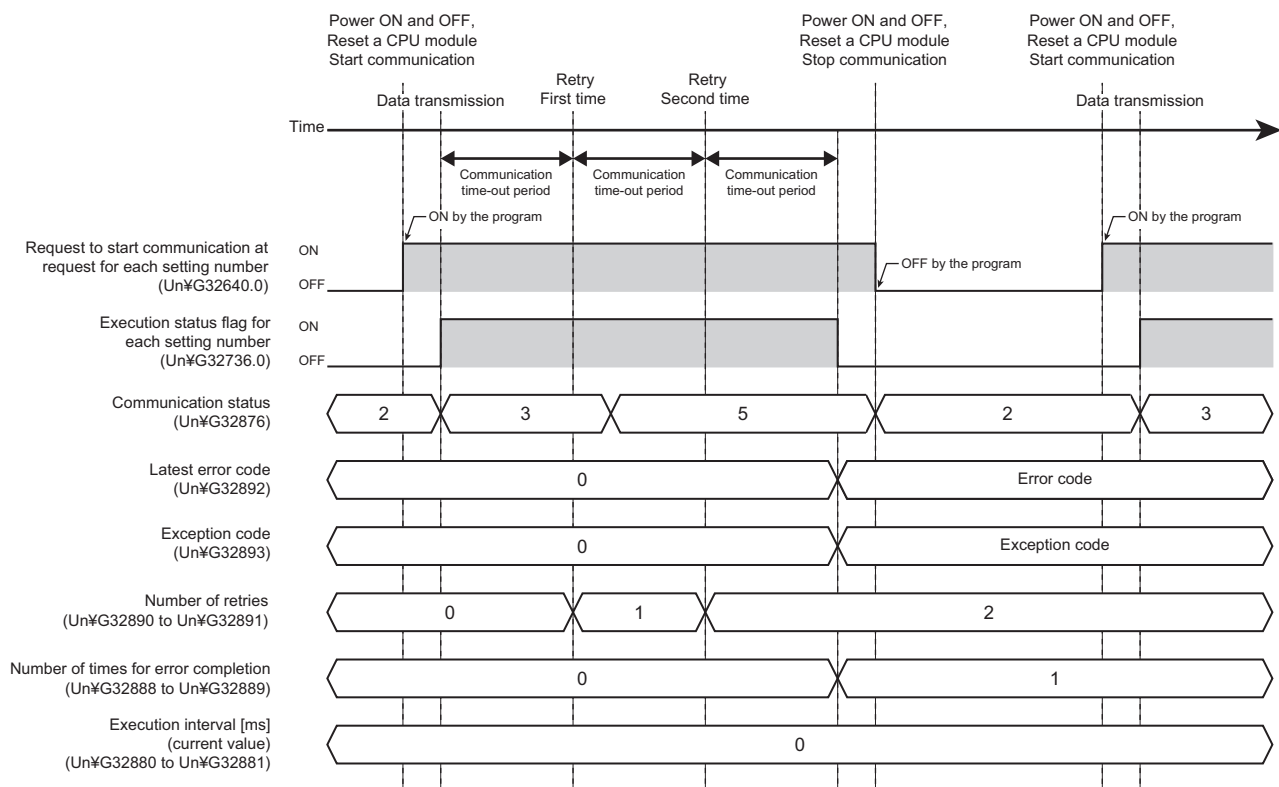 Power ON and OFF,
Reset a CPU module
Start communication
Power ON and OFF,
Reset a CPU module
Stop communication
Power ON and OFF,
Reset a CPU module
Start communication
Data transmission
Retry
First time
Retry
Second time
Data transmission
Time
Communication
time-out period
Communication
time-out period
Communication
time-out period
ON by the program
ON by the program
Request to start communication at
request for each setting number
(Un¥G32640.0)
ON
OFF
OFF by the program
Execution status flag for
each setting number
(Un¥G32736.0)
ON
OFF
Communication status
(Un¥G32876)
2
3
5
2
3
Latest error code
(Un¥G32892)
0
Error code
Exception code
(Un¥G32893)
0
Exception code
Number of retries
(Un¥G32890 to Un¥G32891)
0
1
2
Number of times for error completion
(Un¥G32888 to Un¥G32889)
0
1
Execution interval [ms]
(current value)
(Un¥G32880 to Un¥G32881)
0